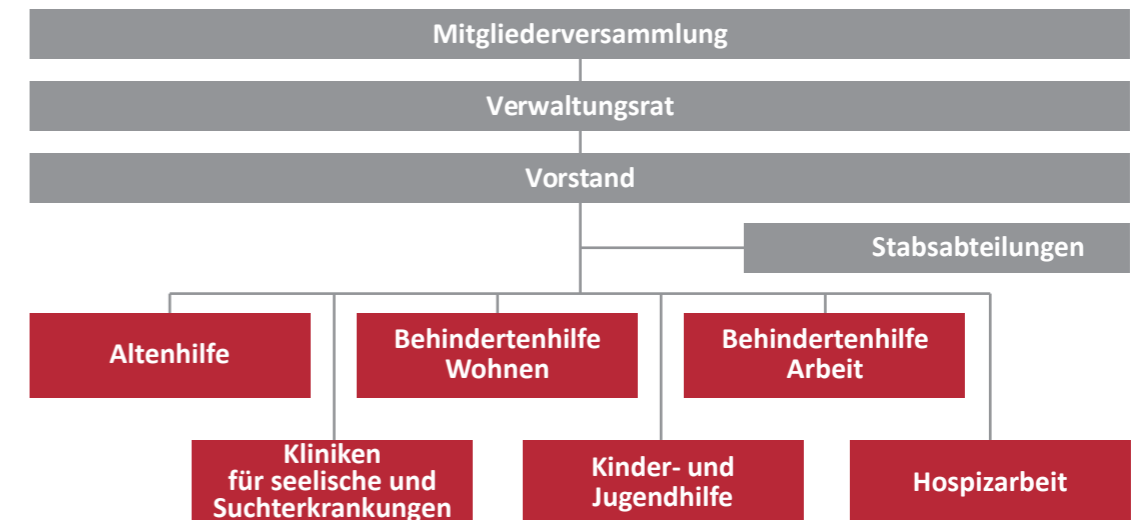 Mitgliederversammlung
Verwaltungsrat
Vorstand
Stabsabteilungen
Altenhilfe
Behindertenhilfe
Wohnen
Behindertenhilfe
Arbeit
Kliniken
für seelische und
Suchterkrankungen
Kinder- und
Jugendhilfe
Hospizarbeit